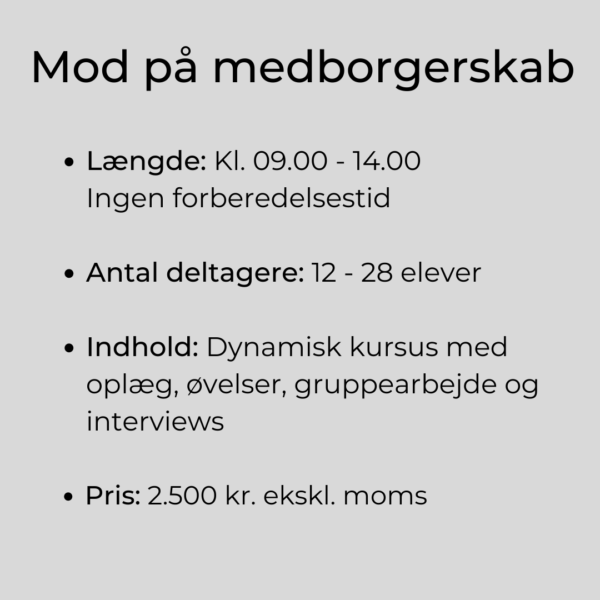 Mod på medborgerskab
• Længde: Kl. 09.00 - 14.00
Ingen forberedelsestid
• Antal deltagere: 12 - 28 elever
• Indhold: Dynamisk kursus med
oplæg, øvelser, gruppearbejde og
interviews
• Pris: 2.500 kr. ekskl. moms